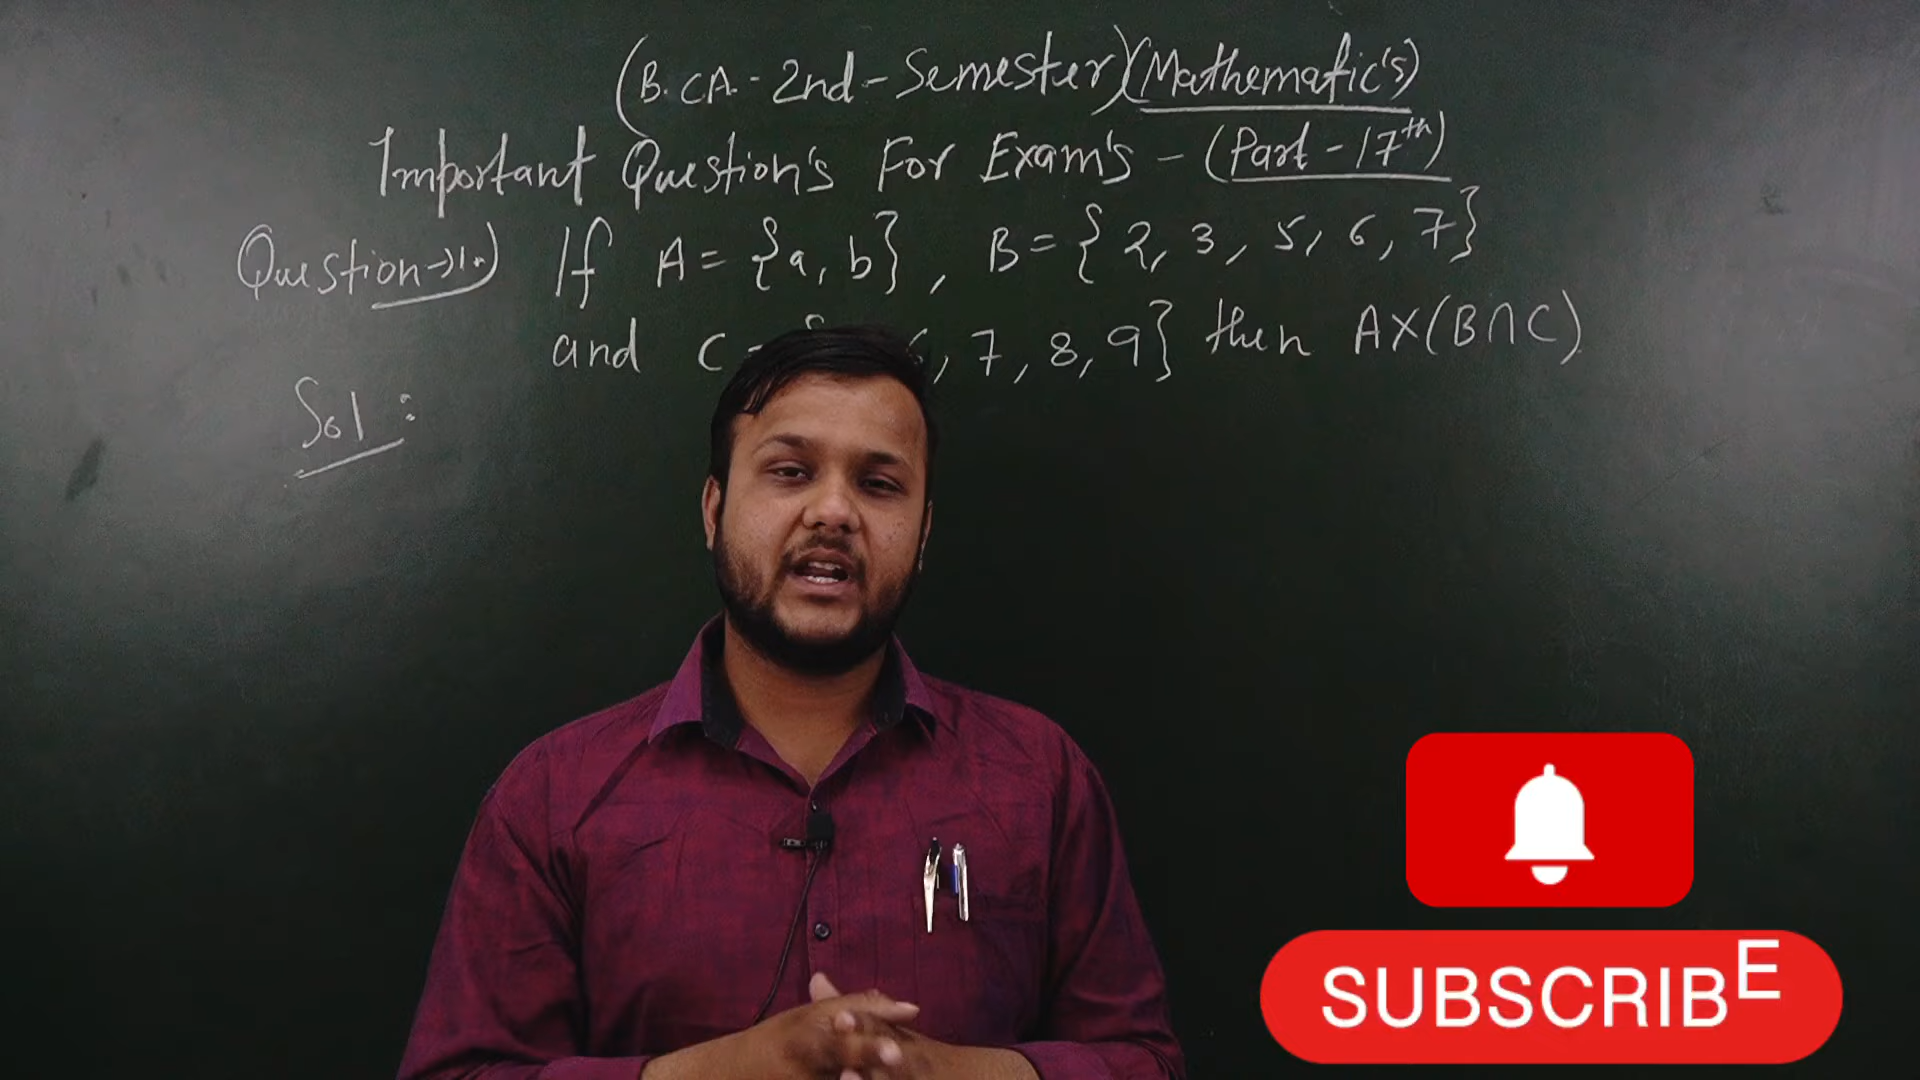 (B.CA.-2nd-Semester)(Mathematic's)
Important Question's For Exam's - (Part-17th)
Question→1.) If A={a, b}, B={2, 3, 5, 6, 7}
and C 6, 7, 8, 9} then A×(B∩C).
Sol:
SUBSCRIBE